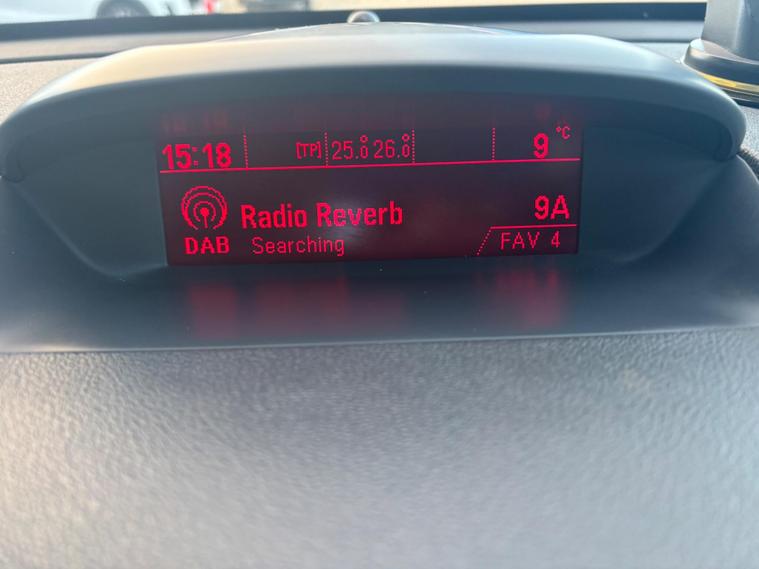 15:18 [TP] 25.0 26.0 9 °C
Radio Reverb 9A
DAB Searching FAV 4